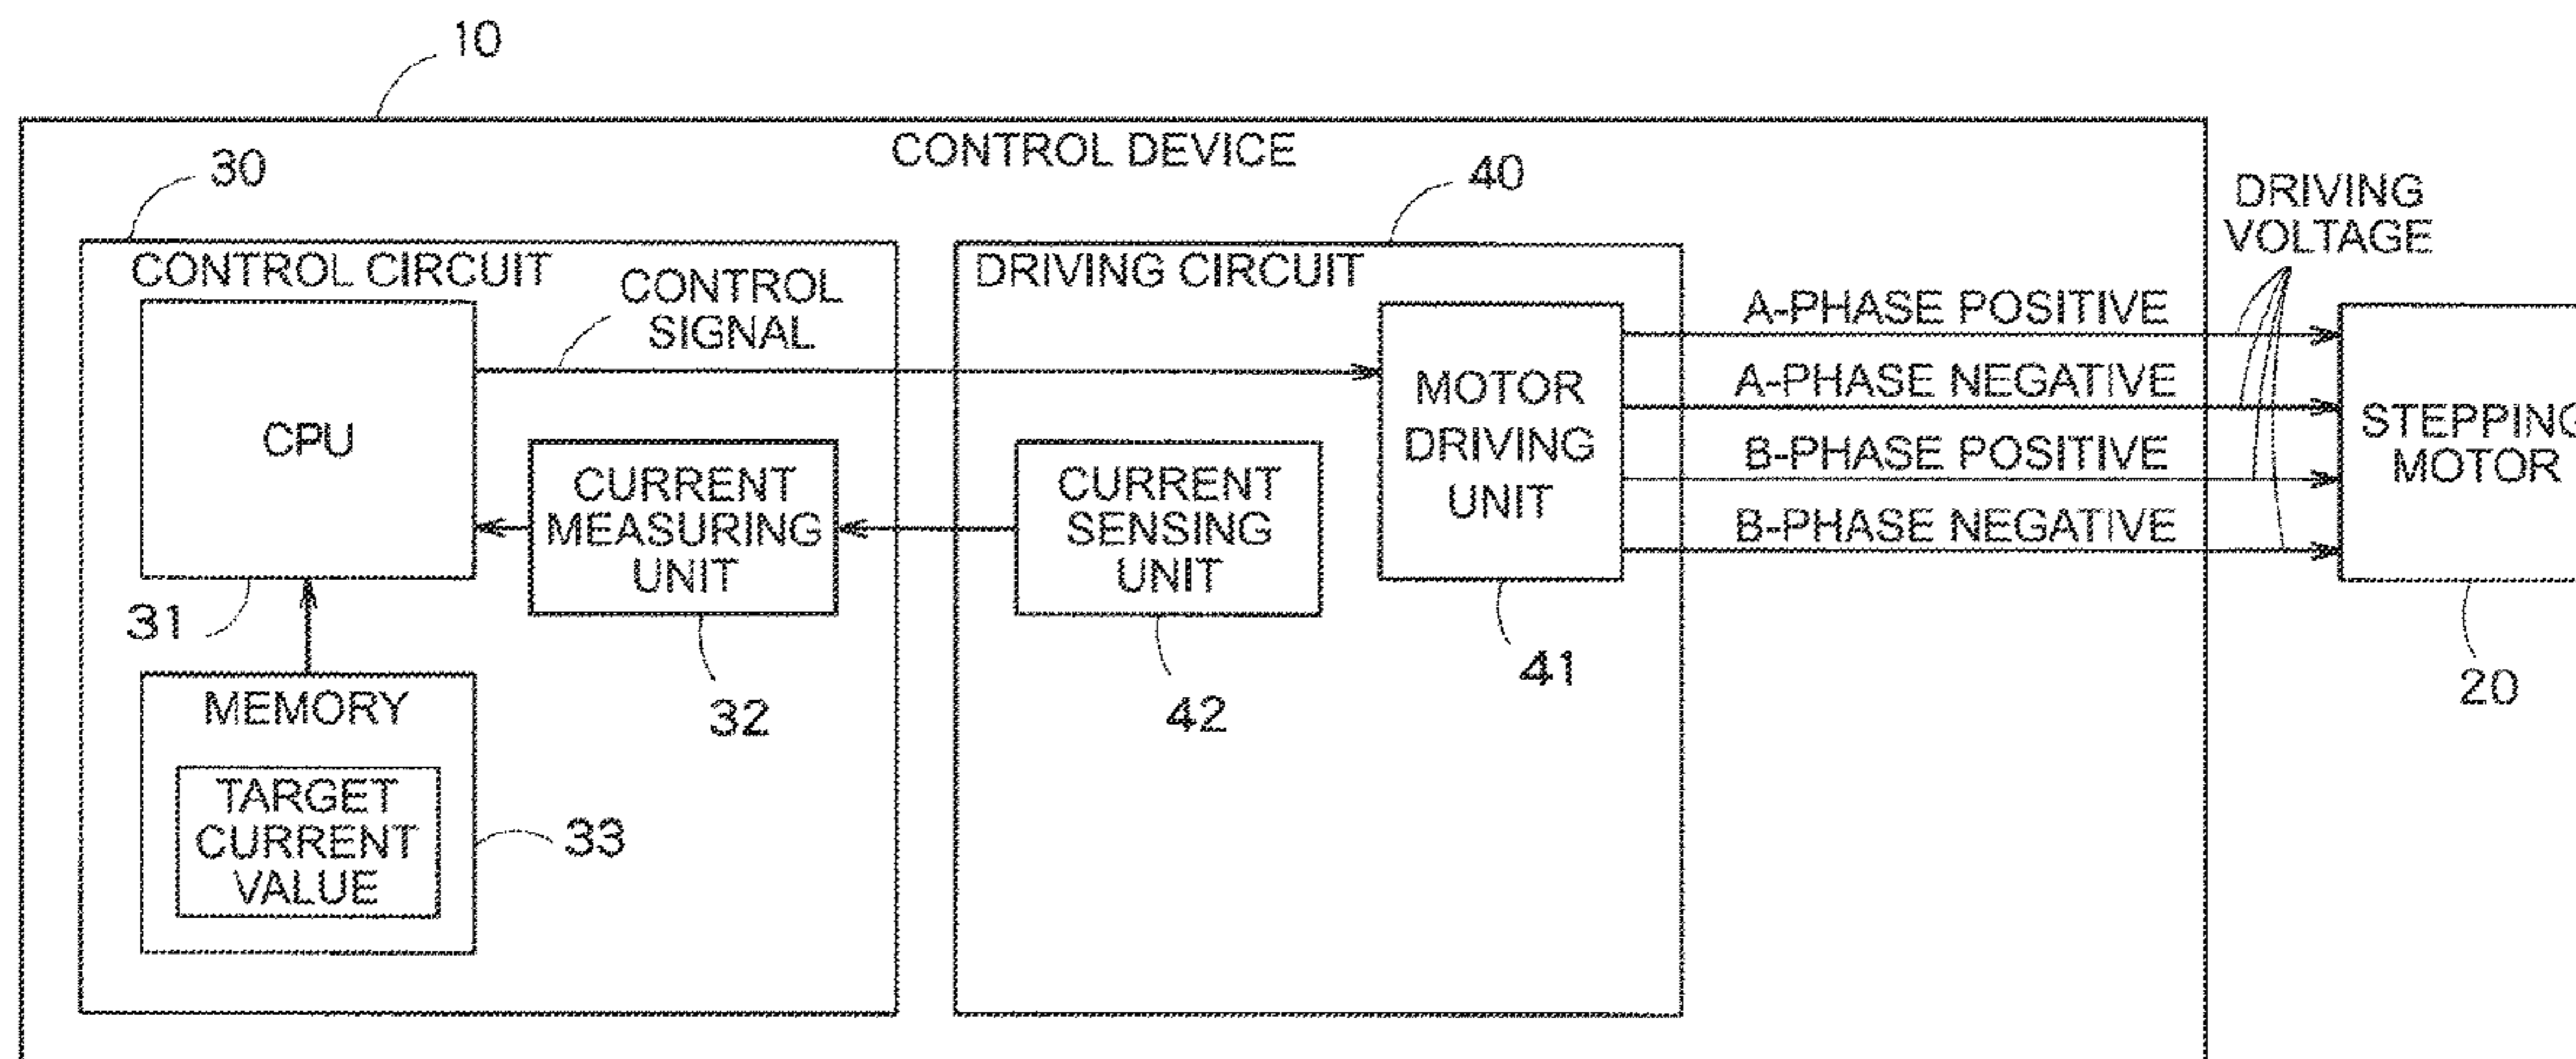 10
CONTROL DEVICE
30
40
DRIVING
VOLTAGE
CONTROL CIRCUIT
CONTROL
SIGNAL
DRIVING CIRCUIT
A-PHASE POSITIVE
A-PHASE NEGATIVE
B-PHASE POSITIVE
B-PHASE NEGATIVE
CPU
CURRENT
MEASURING
UNIT
CURRENT
SENSING
UNIT
MOTOR
DRIVING
UNIT
STEPPING
MOTOR
31
32
42
41
20
MEMORY
TARGET
CURRENT
VALUE
33